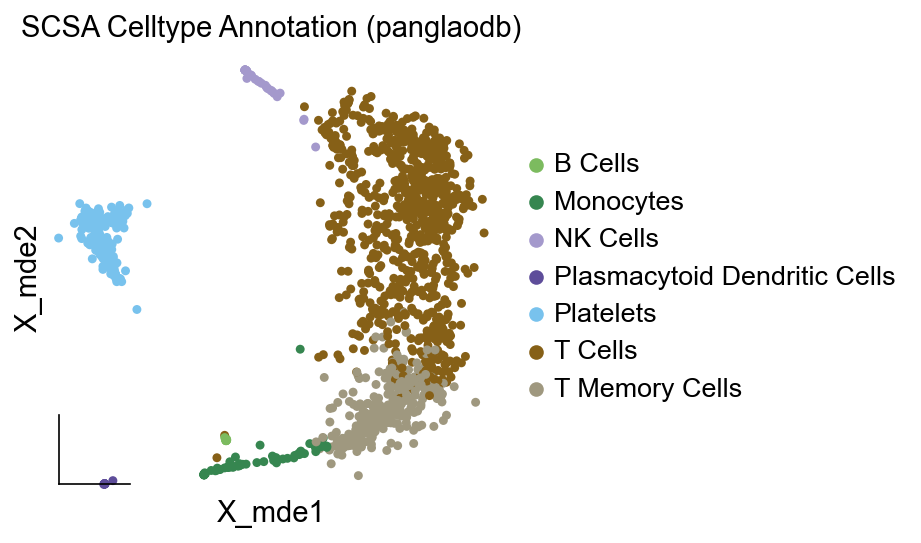 SCSA Celltype Annotation (panglaodb)
X_mde2
X_mde1
B Cells
Monocytes
NK Cells
Plasmacytoid Dendritic Cells
Platelets
T Cells
T Memory Cells